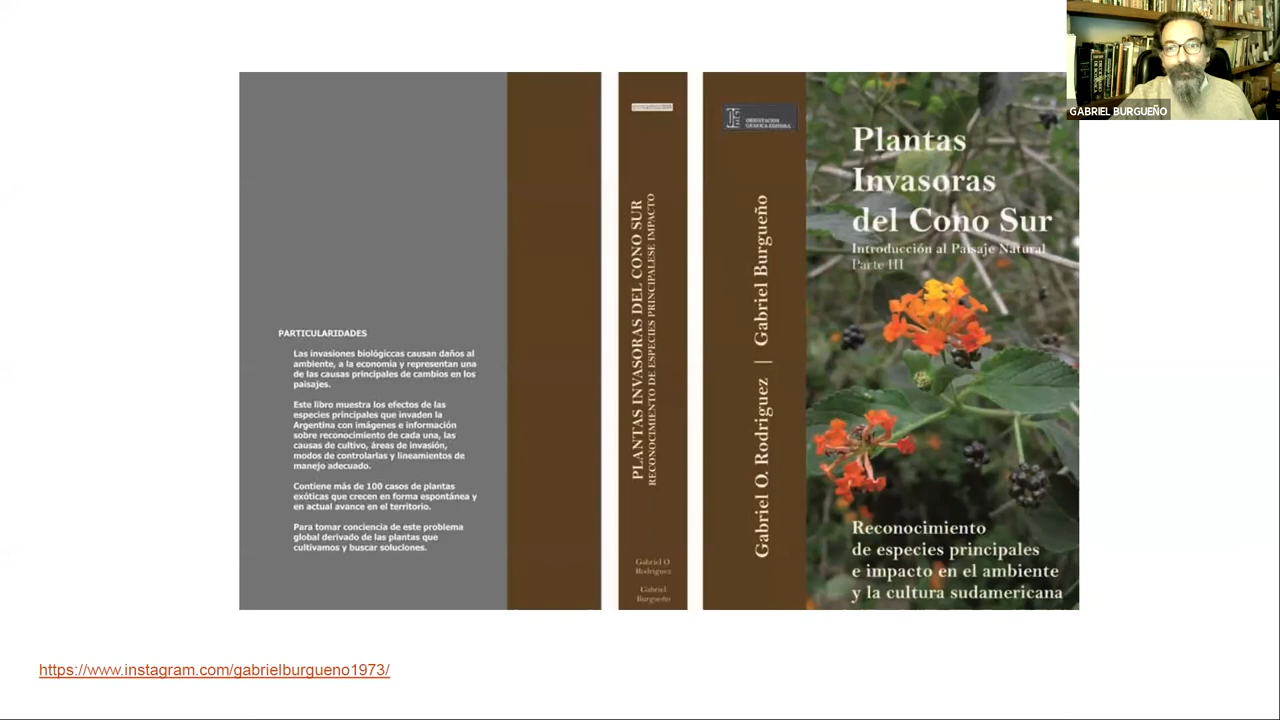 GABRIEL BURGUEÑO
PARTICULARIDADES
Las invasiones biológiccas causan daños al
ambiente, a la economía y representan una
de las causas principales de cambios en los
paisajes.
Este libro muestra los efectos de las
especies principales que invaden la
Argentina con imágenes e información
sobre reconocimiento de cada una, las
causas de cultivo, áreas de invasión,
modos de controlarlas y lineamientos de
manejo adecuado.
Contiene más de 100 casos de plantas
exóticas que crecen en forma espontánea y
en actual avance en el territorio.
Para tomar conciencia de este problema
global derivado de las plantas que
cultivamos y buscar soluciones.
PLANTAS INVASORAS DEL CONO SUR
RECONOCIMIENTO DE ESPECIES PRINCIPALESE IMPACTO
Gabriel O
Rodriguez
Gabriel
Burgueño
ORIENTACION
GRAFICA EDITORA
Gabriel O. Rodriguez | Gabriel Burgueño
Plantas
Invasoras
del Cono Sur
Introducción al Paisaje Natural
Parte III
Reconocimiento
de especies principales
e impacto en el ambiente
y la cultura sudamericana
https://www.instagram.com/gabrielburgueno1973/